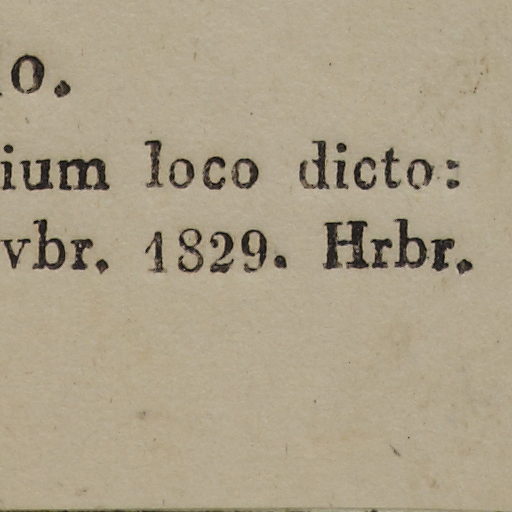 o.
ium loco dicto:
vbr. 1829. Hrbr.